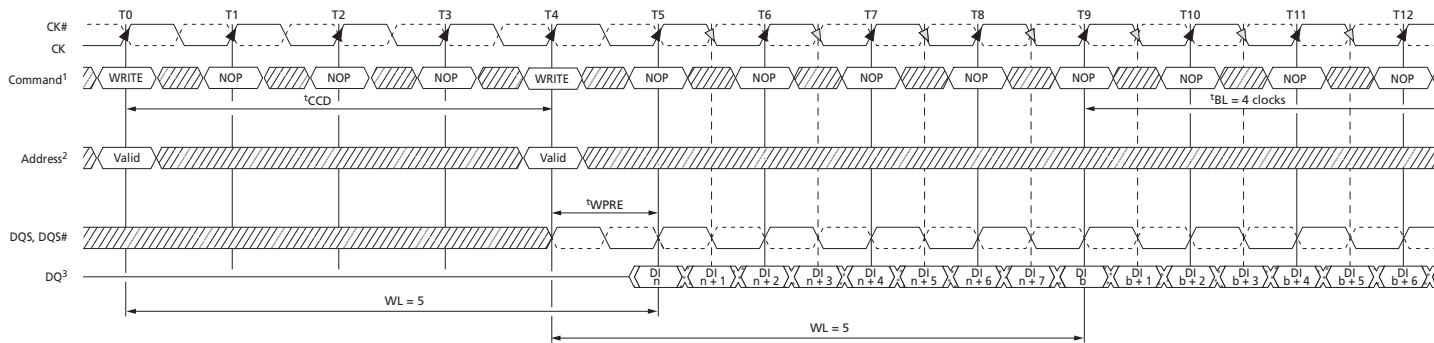 T0 T1 T2 T3 T4 T5 T6 T7 T8 T9 T10 T11 T12
CK#
CK
Command1 WRITE NOP NOP NOP WRITE NOP NOP NOP NOP NOP NOP NOP NOP
tCCD tBL = 4 clocks
Address2 Valid Valid
tWPRE
DQS, DQS#
DQ3 DI n DI n + 1 DI n + 2 DI n + 3 DI n + 4 DI n + 5 DI n + 6 DI n + 7 DI b DI b + 1 DI b + 2 DI b + 3 DI b + 4 DI b + 5 DI b + 6
WL = 5
WL = 5